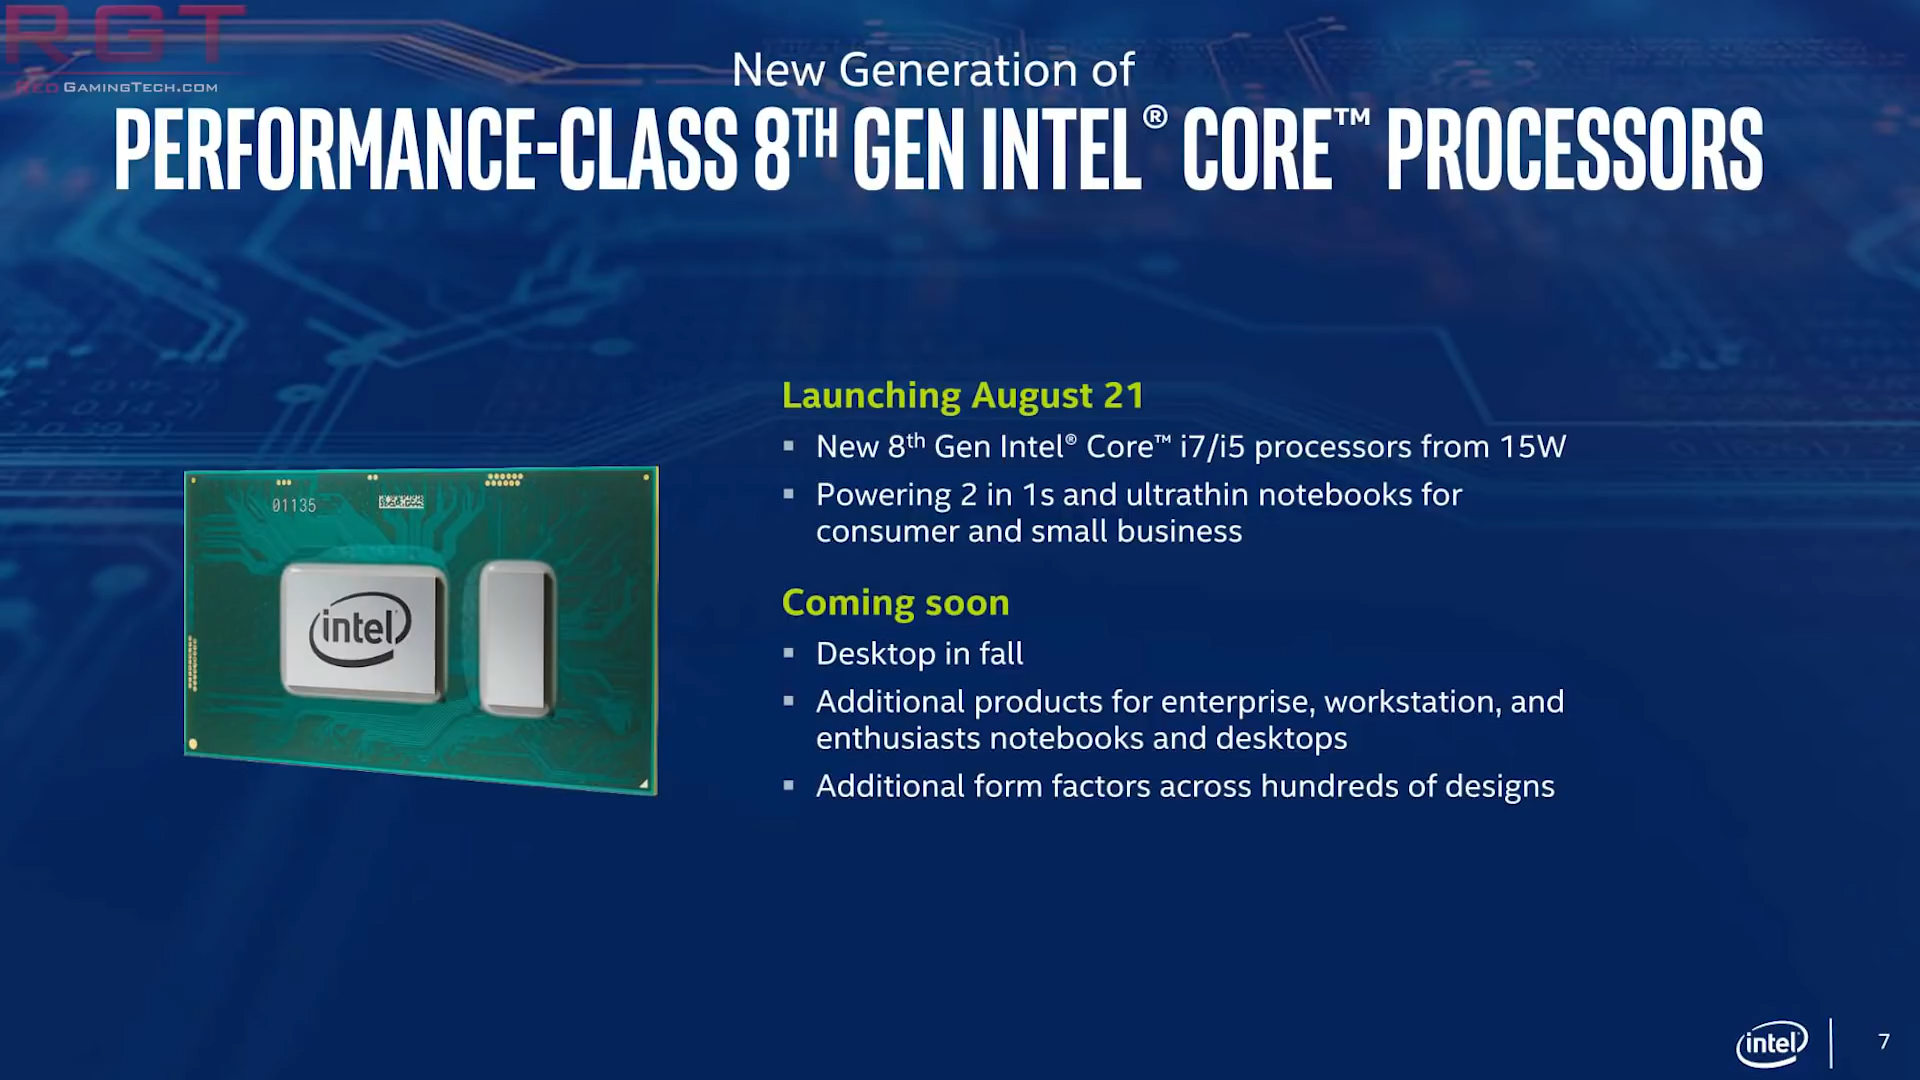 RGT
RedGamingTech.com
New Generation of
PERFORMANCE-CLASS 8TH GEN INTEL® CORE™ PROCESSORS
Launching August 21
▪ New 8th Gen Intel® Core™ i7/i5 processors from 15W
▪ Powering 2 in 1s and ultrathin notebooks for
consumer and small business
Coming soon
▪ Desktop in fall
▪ Additional products for enterprise, workstation, and
enthusiasts notebooks and desktops
▪ Additional form factors across hundreds of designs
01135
intel
intel
7